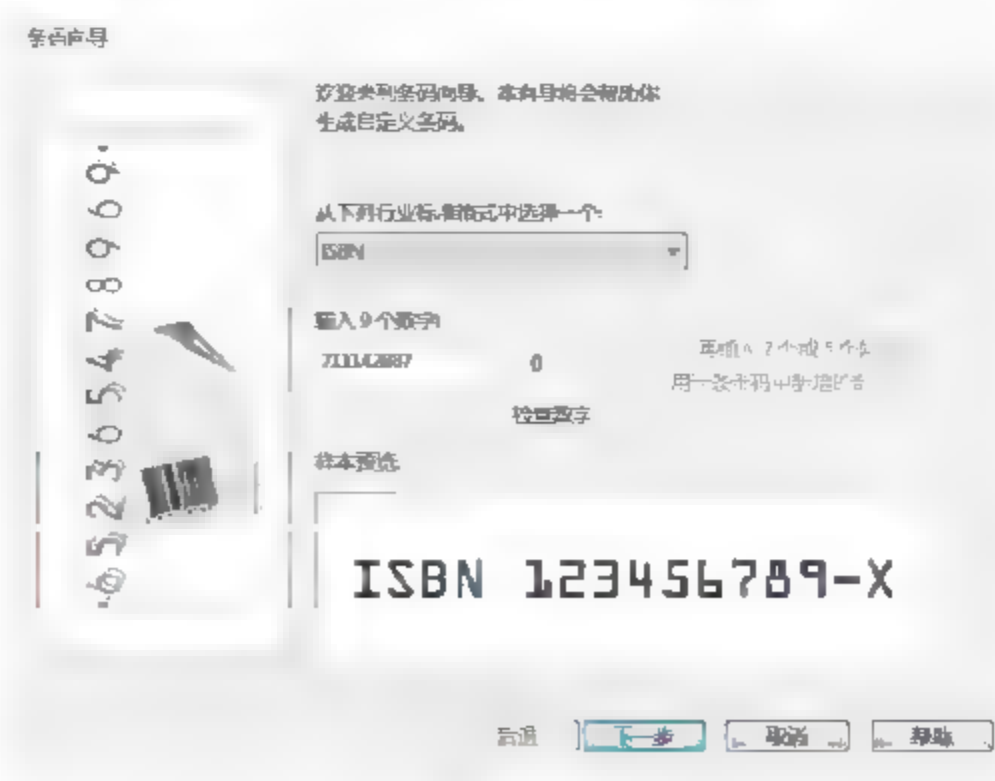 条码向导
欢迎来到条码向导。本向导将会帮助你
生成自定义条码。
从下列行业标准格式中选择一个:
ISBN
输入 9 个数字:
0
检查数字
样本预览
ISBN 123456789-X
后退
下一步
取消
帮助